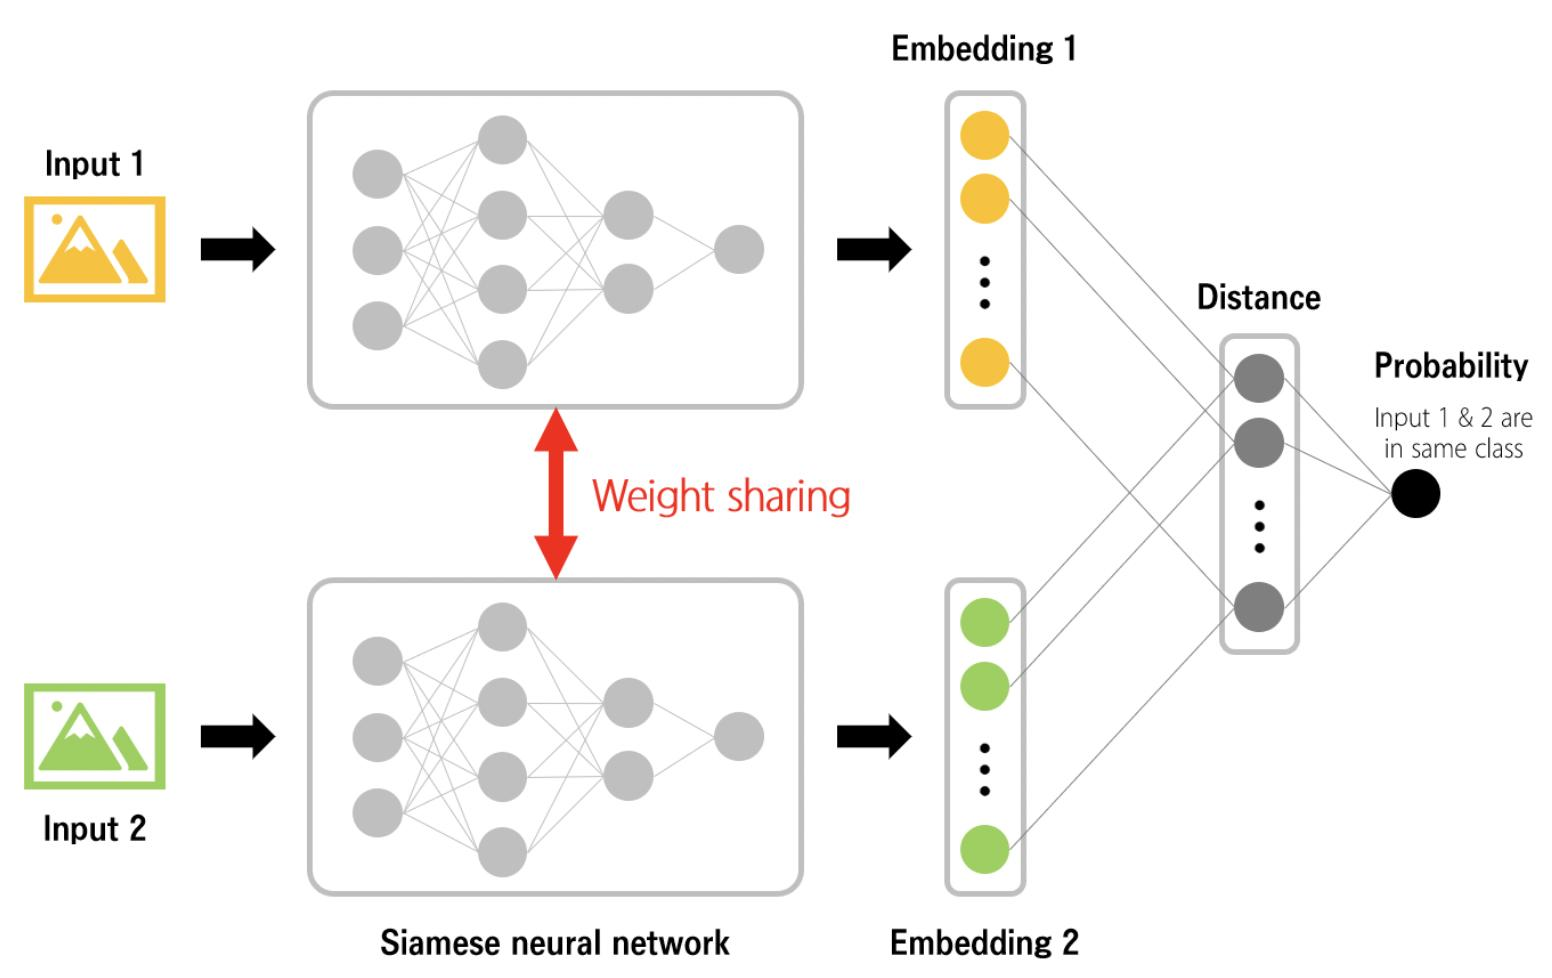 Embedding 1
Input 1
Distance
Probability
Input 1 & 2 are
in same class
Weight sharing
Input 2
Siamese neural network
Embedding 2